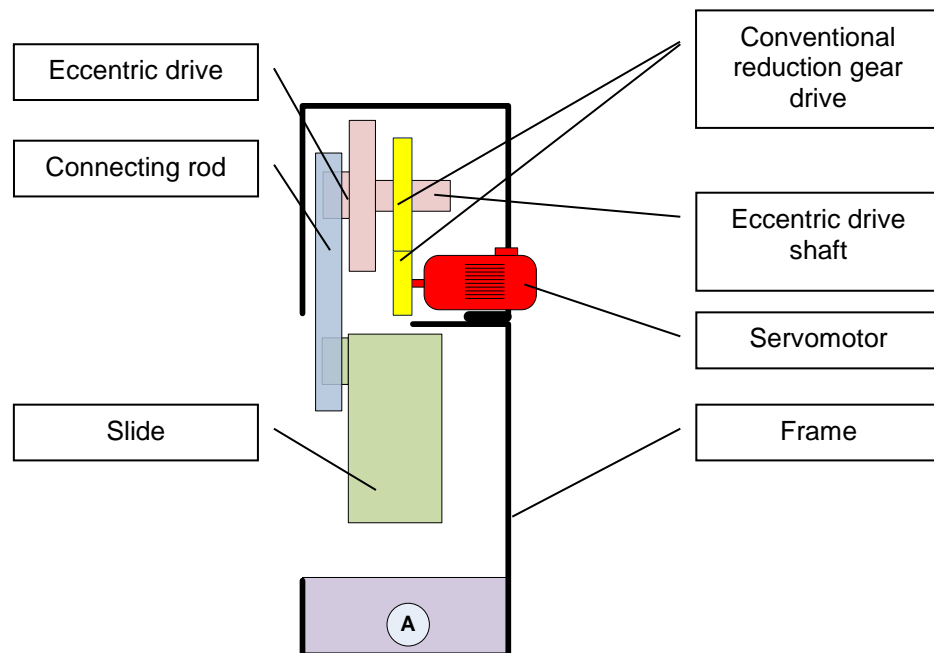 Eccentric drive
Connecting rod
Slide
Conventional
reduction gear
drive
Eccentric drive
shaft
Servomotor
Frame
A